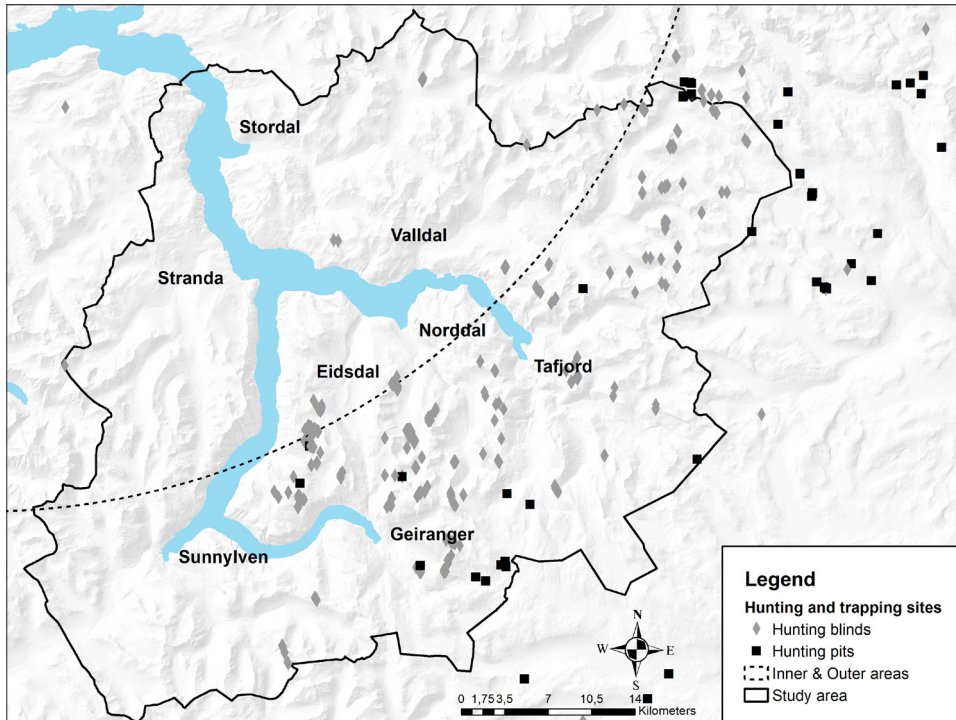 Stordal
Valldal
Stranda
Norddal
Eidsdal
Tafjord
Geiranger
Sunnylven
Legend
Hunting and trapping sites
Hunting blinds
Hunting pits
Inner & Outer areas
Study area
N
W
E
S
0 1,75 3,5 7 10,5 14
Kilometers